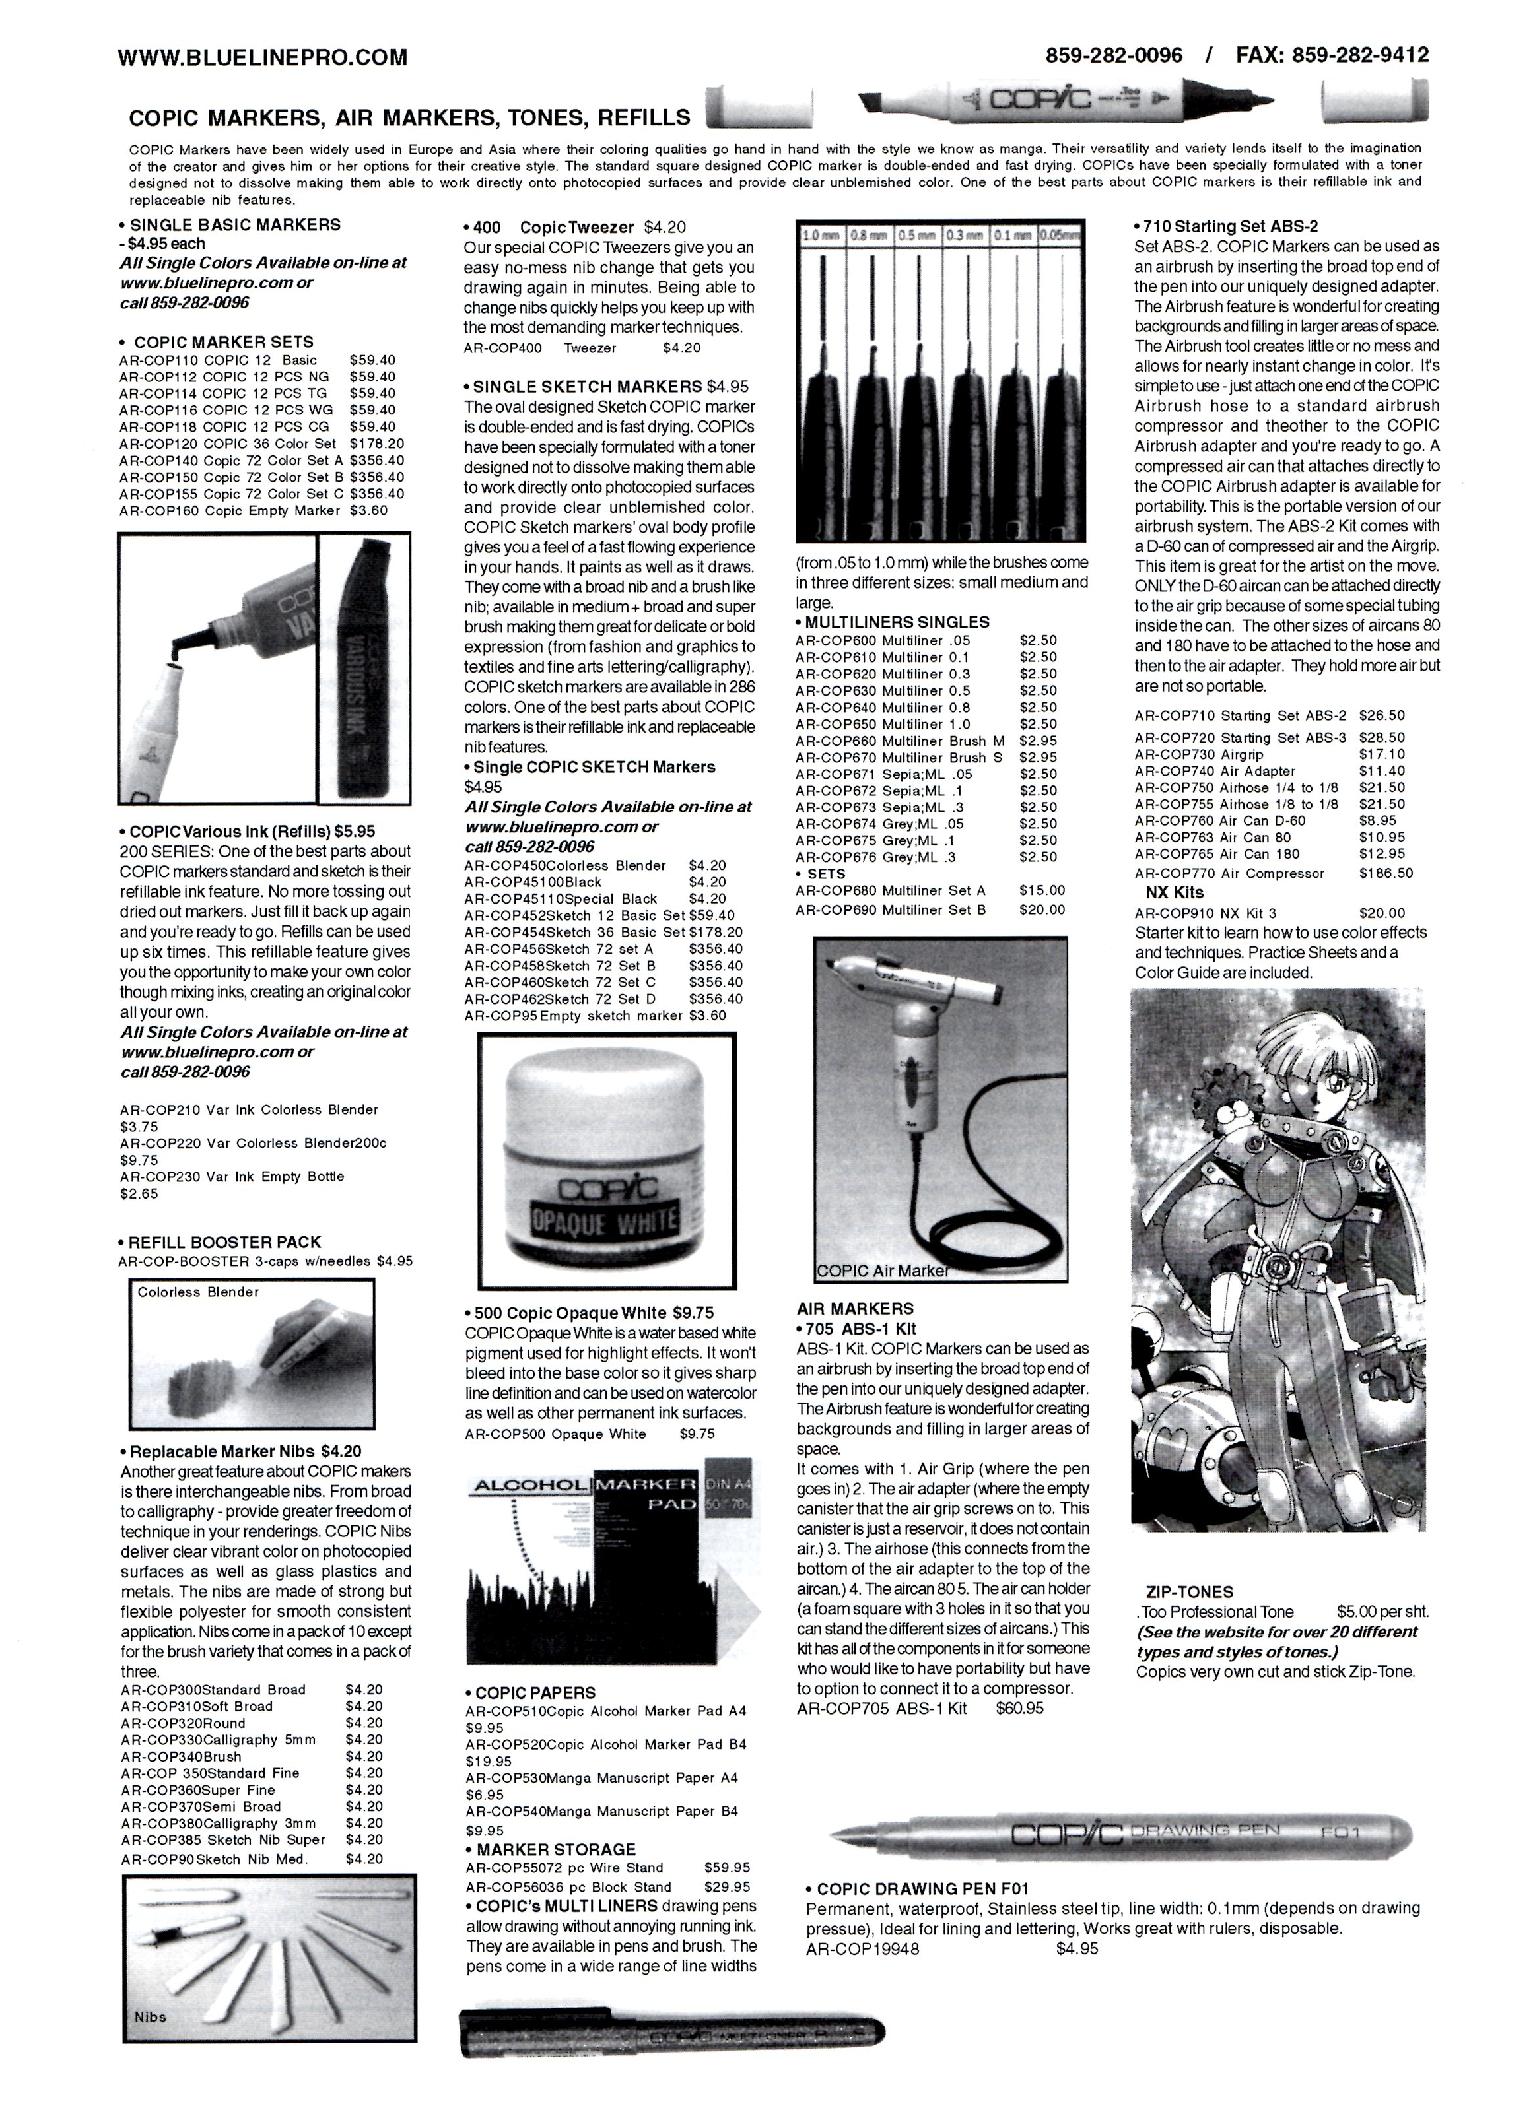 WWW.BLUELINEPRO.COM
859-282-0096 / FAX: 859-282-9412
COPIC MARKERS, AIR MARKERS, TONES, REFILLS
COPIC
COPIC Markers have been widely used in Europe and Asia where their coloring qualities go hand in hand with the style we know as manga. Their versatility and variety lends itself to the imagination
of the creator and gives him or her options for their creative style. The standard square designed COPIC marker is double-ended and fast drying. COPICs have been specially formulated with a toner
designed not to dissolve making them able to work directly onto photocopied surfaces and provide clear unblemished color. One of the best parts about COPIC markers is their refillable ink and
replaceable nib features.
• SINGLE BASIC MARKERS
- $4.95 each
All Single Colors Available on-line at
www.bluelinepro.com or
call 859-282-0096
• COPIC MARKER SETS
AR-COP110 COPIC 12 Basic $59.40
AR-COP112 COPIC 12 PCS NG $59.40
AR-COP114 COPIC 12 PCS TG $59.40
AR-COP116 COPIC 12 PCS WG $59.40
AR-COP118 COPIC 12 PCS CG $59.40
AR-COP120 COPIC 36 Color Set $178.20
AR-COP140 Copic 72 Color Set A $356.40
AR-COP150 Copic 72 Color Set B $356.40
AR-COP155 Copic 72 Color Set C $356.40
AR-COP160 Copic Empty Marker $3.60
VARIOUS INK
• COPIC Various Ink (Refills) $5.95
200 SERIES: One of the best parts about
COPIC markers standard and sketch is their
refillable ink feature. No more tossing out
dried out markers. Just fill it back up again
and you're ready to go. Refills can be used
up six times. This refillable feature gives
you the opportunity to make your own color
though mixing inks, creating an original color
all your own.
All Single Colors Available on-line at
www.bluelinepro.com or
call 859-282-0096
AR-COP210 Var Ink Colorless Blender
$3.75
AR-COP220 Var Colorless Blender200c
$9.75
AR-COP230 Var Ink Empty Bottle
$2.65
• REFILL BOOSTER PACK
AR-COP-BOOSTER 3-caps w/needles $4.95
Colorless Blender
• Replacable Marker Nibs $4.20
Another great feature about COPIC makers
is there interchangeable nibs. From broad
to calligraphy - provide greater freedom of
technique in your renderings. COPIC Nibs
deliver clear vibrant color on photocopied
surfaces as well as glass plastics and
metals. The nibs are made of strong but
flexible polyester for smooth consistent
application. Nibs come in a pack of 10 except
for the brush variety that comes in a pack of
three.
AR-COP300Standard Broad $4.20
AR-COP310Soft Broad $4.20
AR-COP320Round $4.20
AR-COP330Calligraphy 5mm $4.20
AR-COP340Brush $4.20
AR-COP 350Standard Fine $4.20
AR-COP360Super Fine $4.20
AR-COP370Semi Broad $4.20
AR-COP380Calligraphy 3mm $4.20
AR-COP385 Sketch Nib Super $4.20
AR-COP90Sketch Nib Med. $4.20
Nibs
• 400 Copic Tweezer $4.20
Our special COPIC Tweezers give you an
easy no-mess nib change that gets you
drawing again in minutes. Being able to
change nibs quickly helps you keep up with
the most demanding marker techniques.
AR-COP400 Tweezer $4.20
• SINGLE SKETCH MARKERS $4.95
The oval designed Sketch COPIC marker
is double-ended and is fast drying. COPICs
have been specially formulated with a toner
designed not to dissolve making them able
to work directly onto photocopied surfaces
and provide clear unblemished color.
COPIC Sketch markers' oval body profile
gives you a feel of a fast flowing experience
in your hands. It paints as well as it draws.
They come with a broad nib and a brush like
nib; available in medium + broad and super
brush making them great for delicate or bold
expression (from fashion and graphics to
textiles and fine arts lettering/calligraphy).
COPIC sketch markers are available in 286
colors. One of the best parts about COPIC
markers is their refillable ink and replaceable
nib features.
• Single COPIC SKETCH Markers
$4.95
All Single Colors Available on-line at
www.bluelinepro.com or
call 859-282-0096
AR-COP450Colorless Blender $4.20
AR-COP45100Black $4.20
AR-COP45110Special Black $4.20
AR-COP452Sketch 12 Basic Set $59.40
AR-COP454Sketch 36 Basic Set $178.20
AR-COP456Sketch 72 set A $356.40
AR-COP458Sketch 72 Set B $356.40
AR-COP460Sketch 72 Set C $356.40
AR-COP462Sketch 72 Set D $356.40
AR-COP95 Empty sketch marker $3.60
COPIC
OPAQUE WHITE
• 500 Copic Opaque White $9.75
COPIC Opaque White is a water based white
pigment used for highlight effects. It won't
bleed into the base color so it gives sharp
line definition and can be used on watercolor
as well as other permanent ink surfaces.
AR-COP500 Opaque White $9.75
ALCOHOL MARKER
PAD
DIN A4
• COPIC PAPERS
AR-COP510Copic Alcohol Marker Pad A4
$9.95
AR-COP520Copic Alcohol Marker Pad B4
$19.95
AR-COP530Manga Manuscript Paper A4
$6.95
AR-COP540Manga Manuscript Paper B4
$9.95
• MARKER STORAGE
AR-COP55072 pc Wire Stand $59.95
AR-COP56036 pc Block Stand $29.95
• COPIC's MULTI LINERS drawing pens
allow drawing without annoying running ink.
They are available in pens and brush. The
pens come in a wide range of line widths
1.0 mm 0.8 mm 0.5 mm 0.3 mm 0.1 mm 0.05mm
(from .05 to 1.0 mm) while the brushes come
in three different sizes: small medium and
large.
• MULTILINERS SINGLES
AR-COP600 Multiliner .05 $2.50
AR-COP610 Multiliner 0.1 $2.50
AR-COP620 Multiliner 0.3 $2.50
AR-COP630 Multiliner 0.5 $2.50
AR-COP640 Multiliner 0.8 $2.50
AR-COP650 Multiliner 1.0 $2.50
AR-COP660 Multiliner Brush M $2.95
AR-COP670 Multiliner Brush S $2.95
AR-COP671 Sepia;ML .05 $2.50
AR-COP672 Sepia;ML .1 $2.50
AR-COP673 Sepia;ML .3 $2.50
AR-COP674 Grey;ML .05 $2.50
AR-COP675 Grey;ML .1 $2.50
AR-COP676 Grey;ML .3 $2.50
• SETS
AR-COP680 Multiliner Set A $15.00
AR-COP690 Multiliner Set B $20.00
COPIC Air Marker
AIR MARKERS
• 705 ABS-1 Kit
ABS-1 Kit. COPIC Markers can be used as
an airbrush by inserting the broad top end of
the pen into our uniquely designed adapter.
The Airbrush feature is wonderful for creating
backgrounds and filling in larger areas of
space.
It comes with 1. Air Grip (where the pen
goes in) 2. The air adapter (where the empty
canister that the air grip screws on to. This
canister is just a reservoir, it does not contain
air.) 3. The airhose (this connects from the
bottom of the air adapter to the top of the
aircan.) 4. The aircan 80 5. The air can holder
(a foam square with 3 holes in it so that you
can stand the different sizes of aircans.) This
kit has all of the components in it for someone
who would like to have portability but have
to option to connect it to a compressor.
AR-COP705 ABS-1 Kit $60.95
• 710 Starting Set ABS-2
Set ABS-2. COPIC Markers can be used as
an airbrush by inserting the broad top end of
the pen into our uniquely designed adapter.
The Airbrush feature is wonderful for creating
backgrounds and filling in larger areas of space.
The Airbrush tool creates little or no mess and
allows for nearly instant change in color. It's
simple to use - just attach one end of the COPIC
Airbrush hose to a standard airbrush
compressor and theother to the COPIC
Airbrush adapter and you're ready to go. A
compressed air can that attaches directly to
the COPIC Airbrush adapter is available for
portability. This is the portable version of our
airbrush system. The ABS-2 Kit comes with
a D-60 can of compressed air and the Airgrip.
This item is great for the artist on the move.
ONLY the D-60 aircan can be attached directly
to the air grip because of some special tubing
inside the can. The other sizes of aircans 80
and 180 have to be attached to the hose and
then to the air adapter. They hold more air but
are not so portable.
AR-COP710 Starting Set ABS-2 $26.50
AR-COP720 Starting Set ABS-3 $28.50
AR-COP730 Airgrip $17.10
AR-COP740 Air Adapter $11.40
AR-COP750 Airhose 1/4 to 1/8 $21.50
AR-COP755 Airhose 1/8 to 1/8 $21.50
AR-COP760 Air Can D-60 $8.95
AR-COP763 Air Can 80 $10.95
AR-COP765 Air Can 180 $12.95
AR-COP770 Air Compressor $186.50
NX Kits
AR-COP910 NX Kit 3 $20.00
Starter kit to learn how to use color effects
and techniques. Practice Sheets and a
Color Guide are included.
ZIP-TONES
.Too Professional Tone $5.00 per sht.
(See the website for over 20 different
types and styles of tones.)
Copics very own cut and stick Zip-Tone.
COPIC DRAWING PEN F01
• COPIC DRAWING PEN F01
Permanent, waterproof, Stainless steel tip, line width: 0.1mm (depends on drawing
pressue), Ideal for lining and lettering, Works great with rulers, disposable.
AR-COP19948 $4.95
COPIC MULTILINER